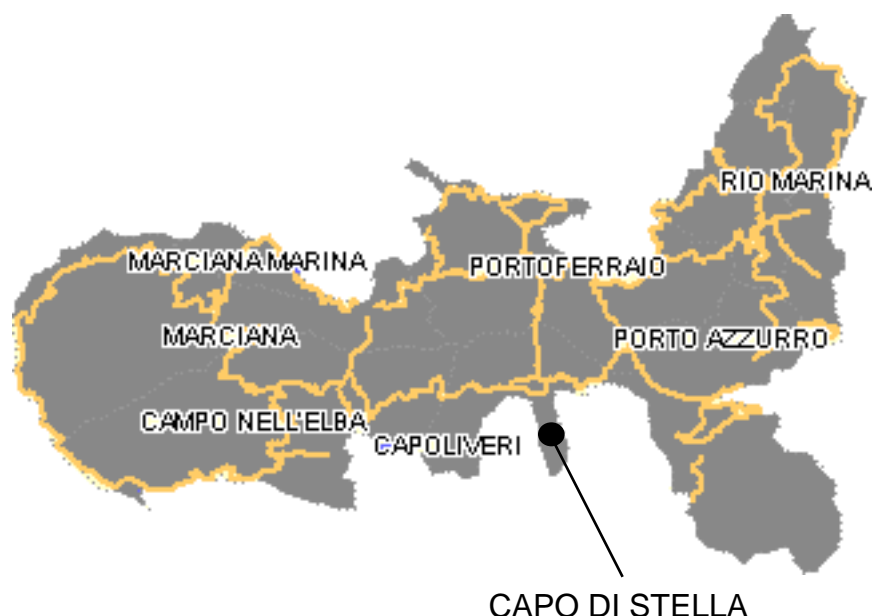 RIO MARINA
MARCIANA MARINA
PORTOFERRAIO
MARCIANA
PORTO AZZURRO
CAMPO NELL'ELBA
CAPOLIVERI
CAPO DI STELLA